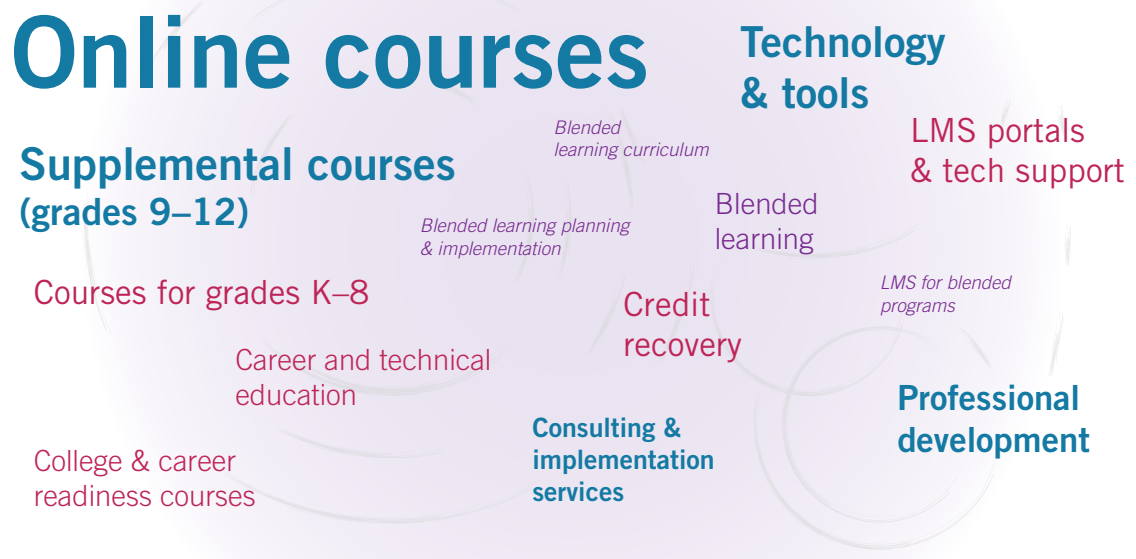 Online courses
Technology
& tools
Blended
learning curriculum
LMS portals
& tech support
Supplemental courses
(grades 9–12)
Blended
learning
Blended learning planning
& implementation
Courses for grades K–8
LMS for blended
programs
Credit
recovery
Career and technical
education
Professional
development
Consulting &
implementation
services
College & career
readiness courses